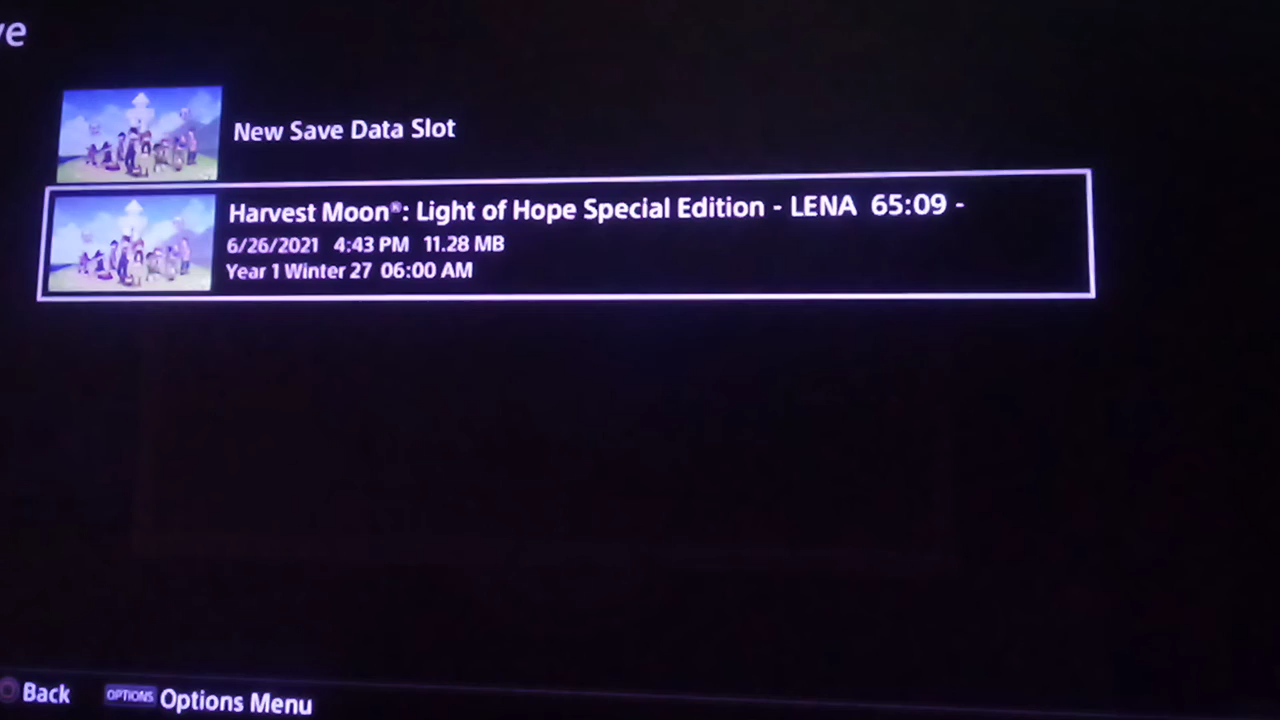 ve
New Save Data Slot
Harvest Moon®: Light of Hope Special Edition - LENA 65:09 -
6/26/2021 4:43 PM 11.28 MB
Year 1 Winter 27 06:00 AM
Back OPTIONS Options Menu